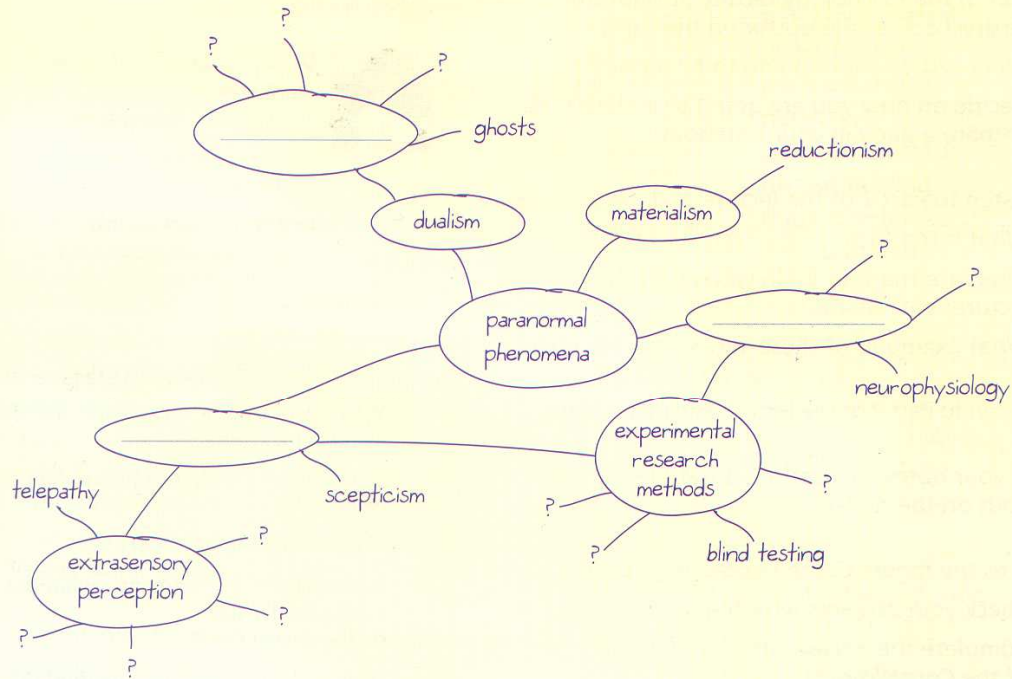 ?
?
?
ghosts
reductionism
dualism
materialism
?
?
paranormal
phenomena
neurophysiology
experimental
research
methods
telepathy
scepticism
?
?
?
blind testing
extrasensory
perception
?
?
?
?